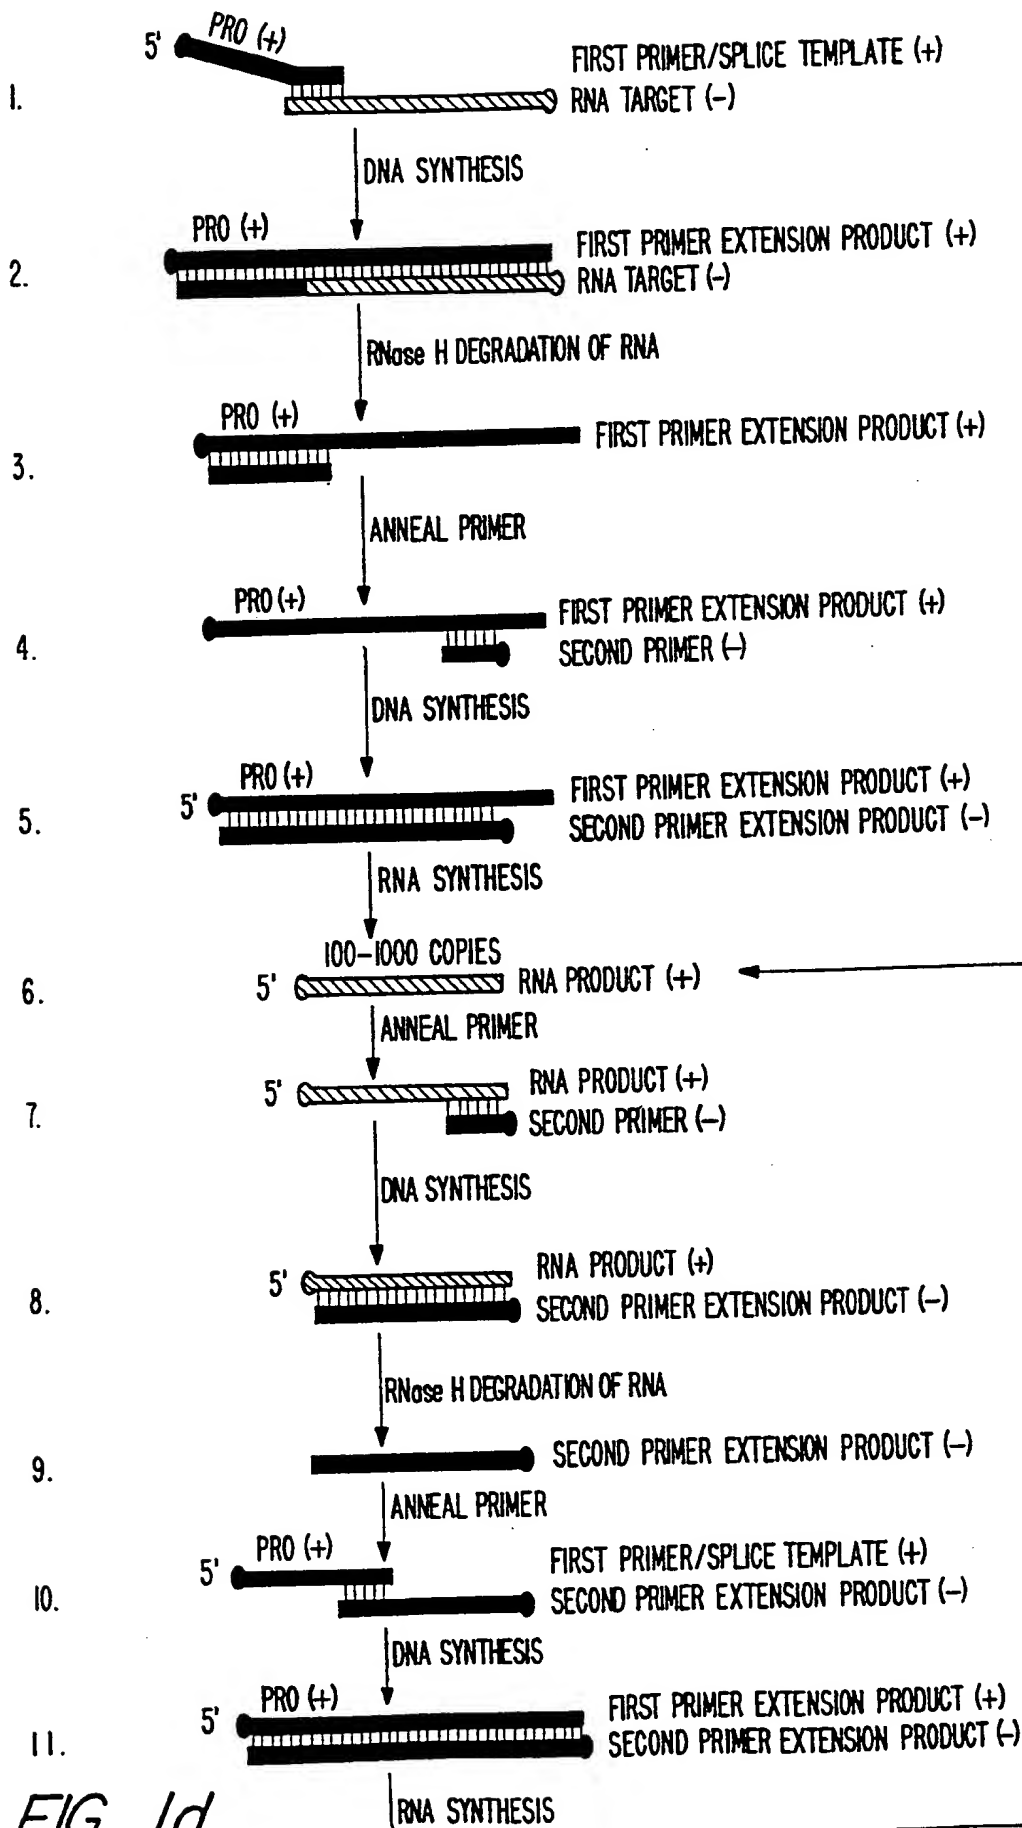 PRO (+)
5'
FIRST PRIMER/SPLICE TEMPLATE (+)
1.
RNA TARGET (-)
DNA SYNTHESIS
PRO (+)
FIRST PRIMER EXTENSION PRODUCT (+)
2.
RNA TARGET (-)
RNase H DEGRADATION OF RNA
PRO (+)
FIRST PRIMER EXTENSION PRODUCT (+)
3.
ANNEAL PRIMER
PRO (+)
FIRST PRIMER EXTENSION PRODUCT (+)
4.
SECOND PRIMER (-)
DNA SYNTHESIS
PRO (+)
5'
FIRST PRIMER EXTENSION PRODUCT (+)
5.
SECOND PRIMER EXTENSION PRODUCT (-)
RNA SYNTHESIS
100-1000 COPIES
6.
5'
RNA PRODUCT (+)
ANNEAL PRIMER
5'
RNA PRODUCT (+)
7.
SECOND PRIMER (-)
DNA SYNTHESIS
5'
RNA PRODUCT (+)
8.
SECOND PRIMER EXTENSION PRODUCT (-)
RNase H DEGRADATION OF RNA
9.
SECOND PRIMER EXTENSION PRODUCT (-)
ANNEAL PRIMER
PRO (+)
5'
FIRST PRIMER/SPLICE TEMPLATE (+)
10.
SECOND PRIMER EXTENSION PRODUCT (-)
DNA SYNTHESIS
PRO (+)
5'
FIRST PRIMER EXTENSION PRODUCT (+)
11.
SECOND PRIMER EXTENSION PRODUCT (-)
FIG. 1d
RNA SYNTHESIS